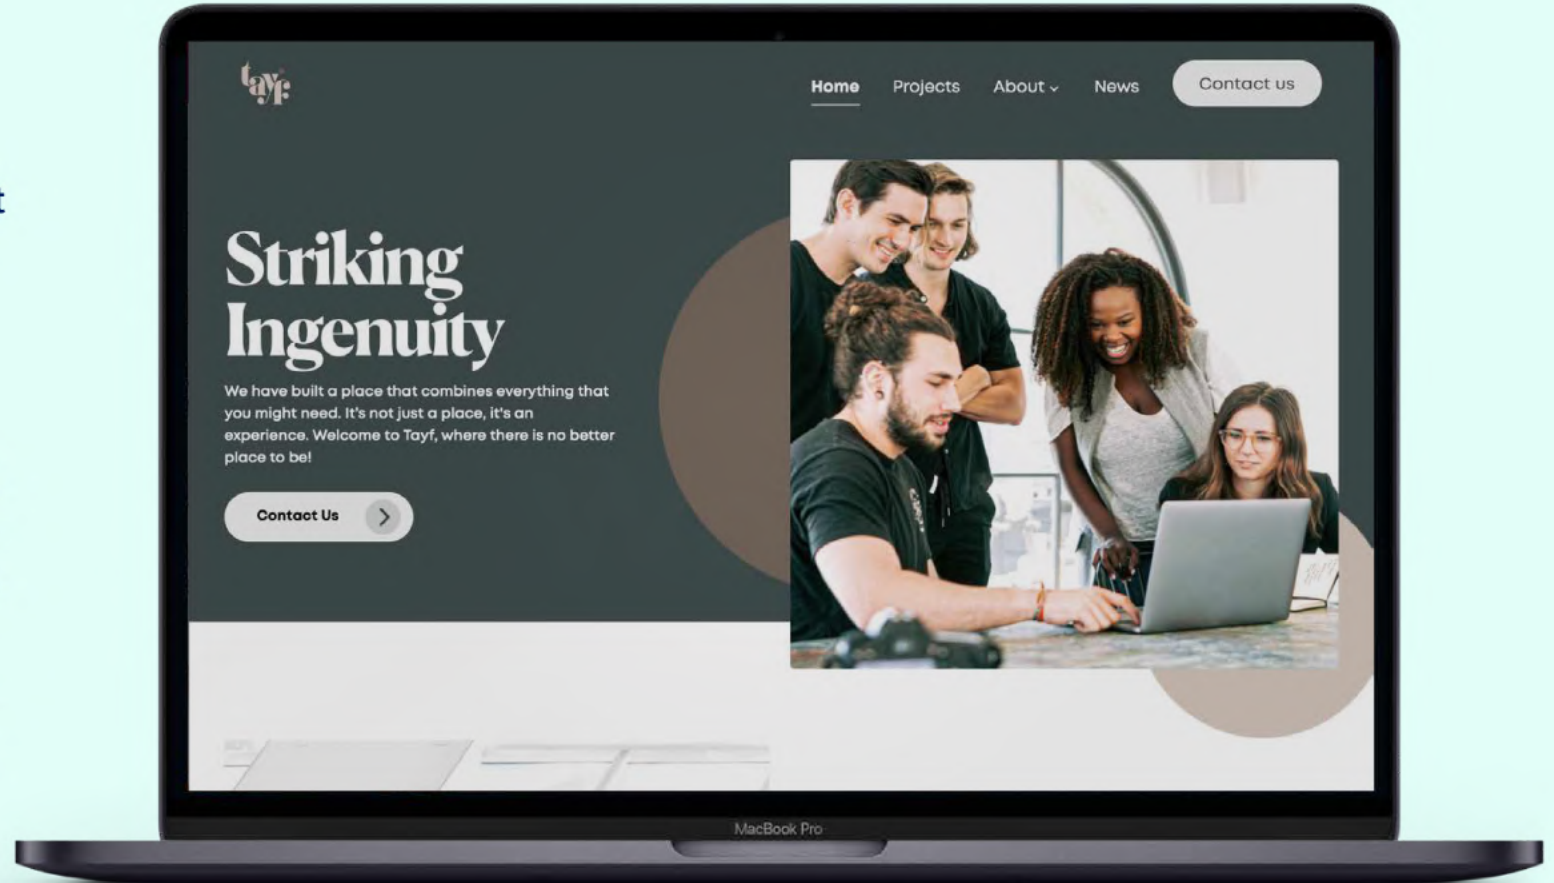 t
tayf
Home Projects About News Contact us
Striking
Ingenuity
We have built a place that combines everything that
you might need. It's not just a place, it's an
experience. Welcome to Tayf, where there is no better
place to be!
Contact Us
MacBook Pro